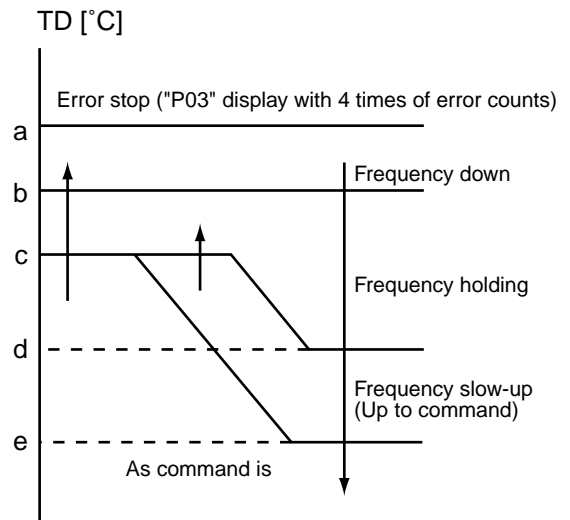 TD [˚C]
Error stop ("P03" display with 4 times of error counts)
a
Frequency down
b
c
Frequency holding
d
Frequency slow-up
(Up to command)
e
As command is